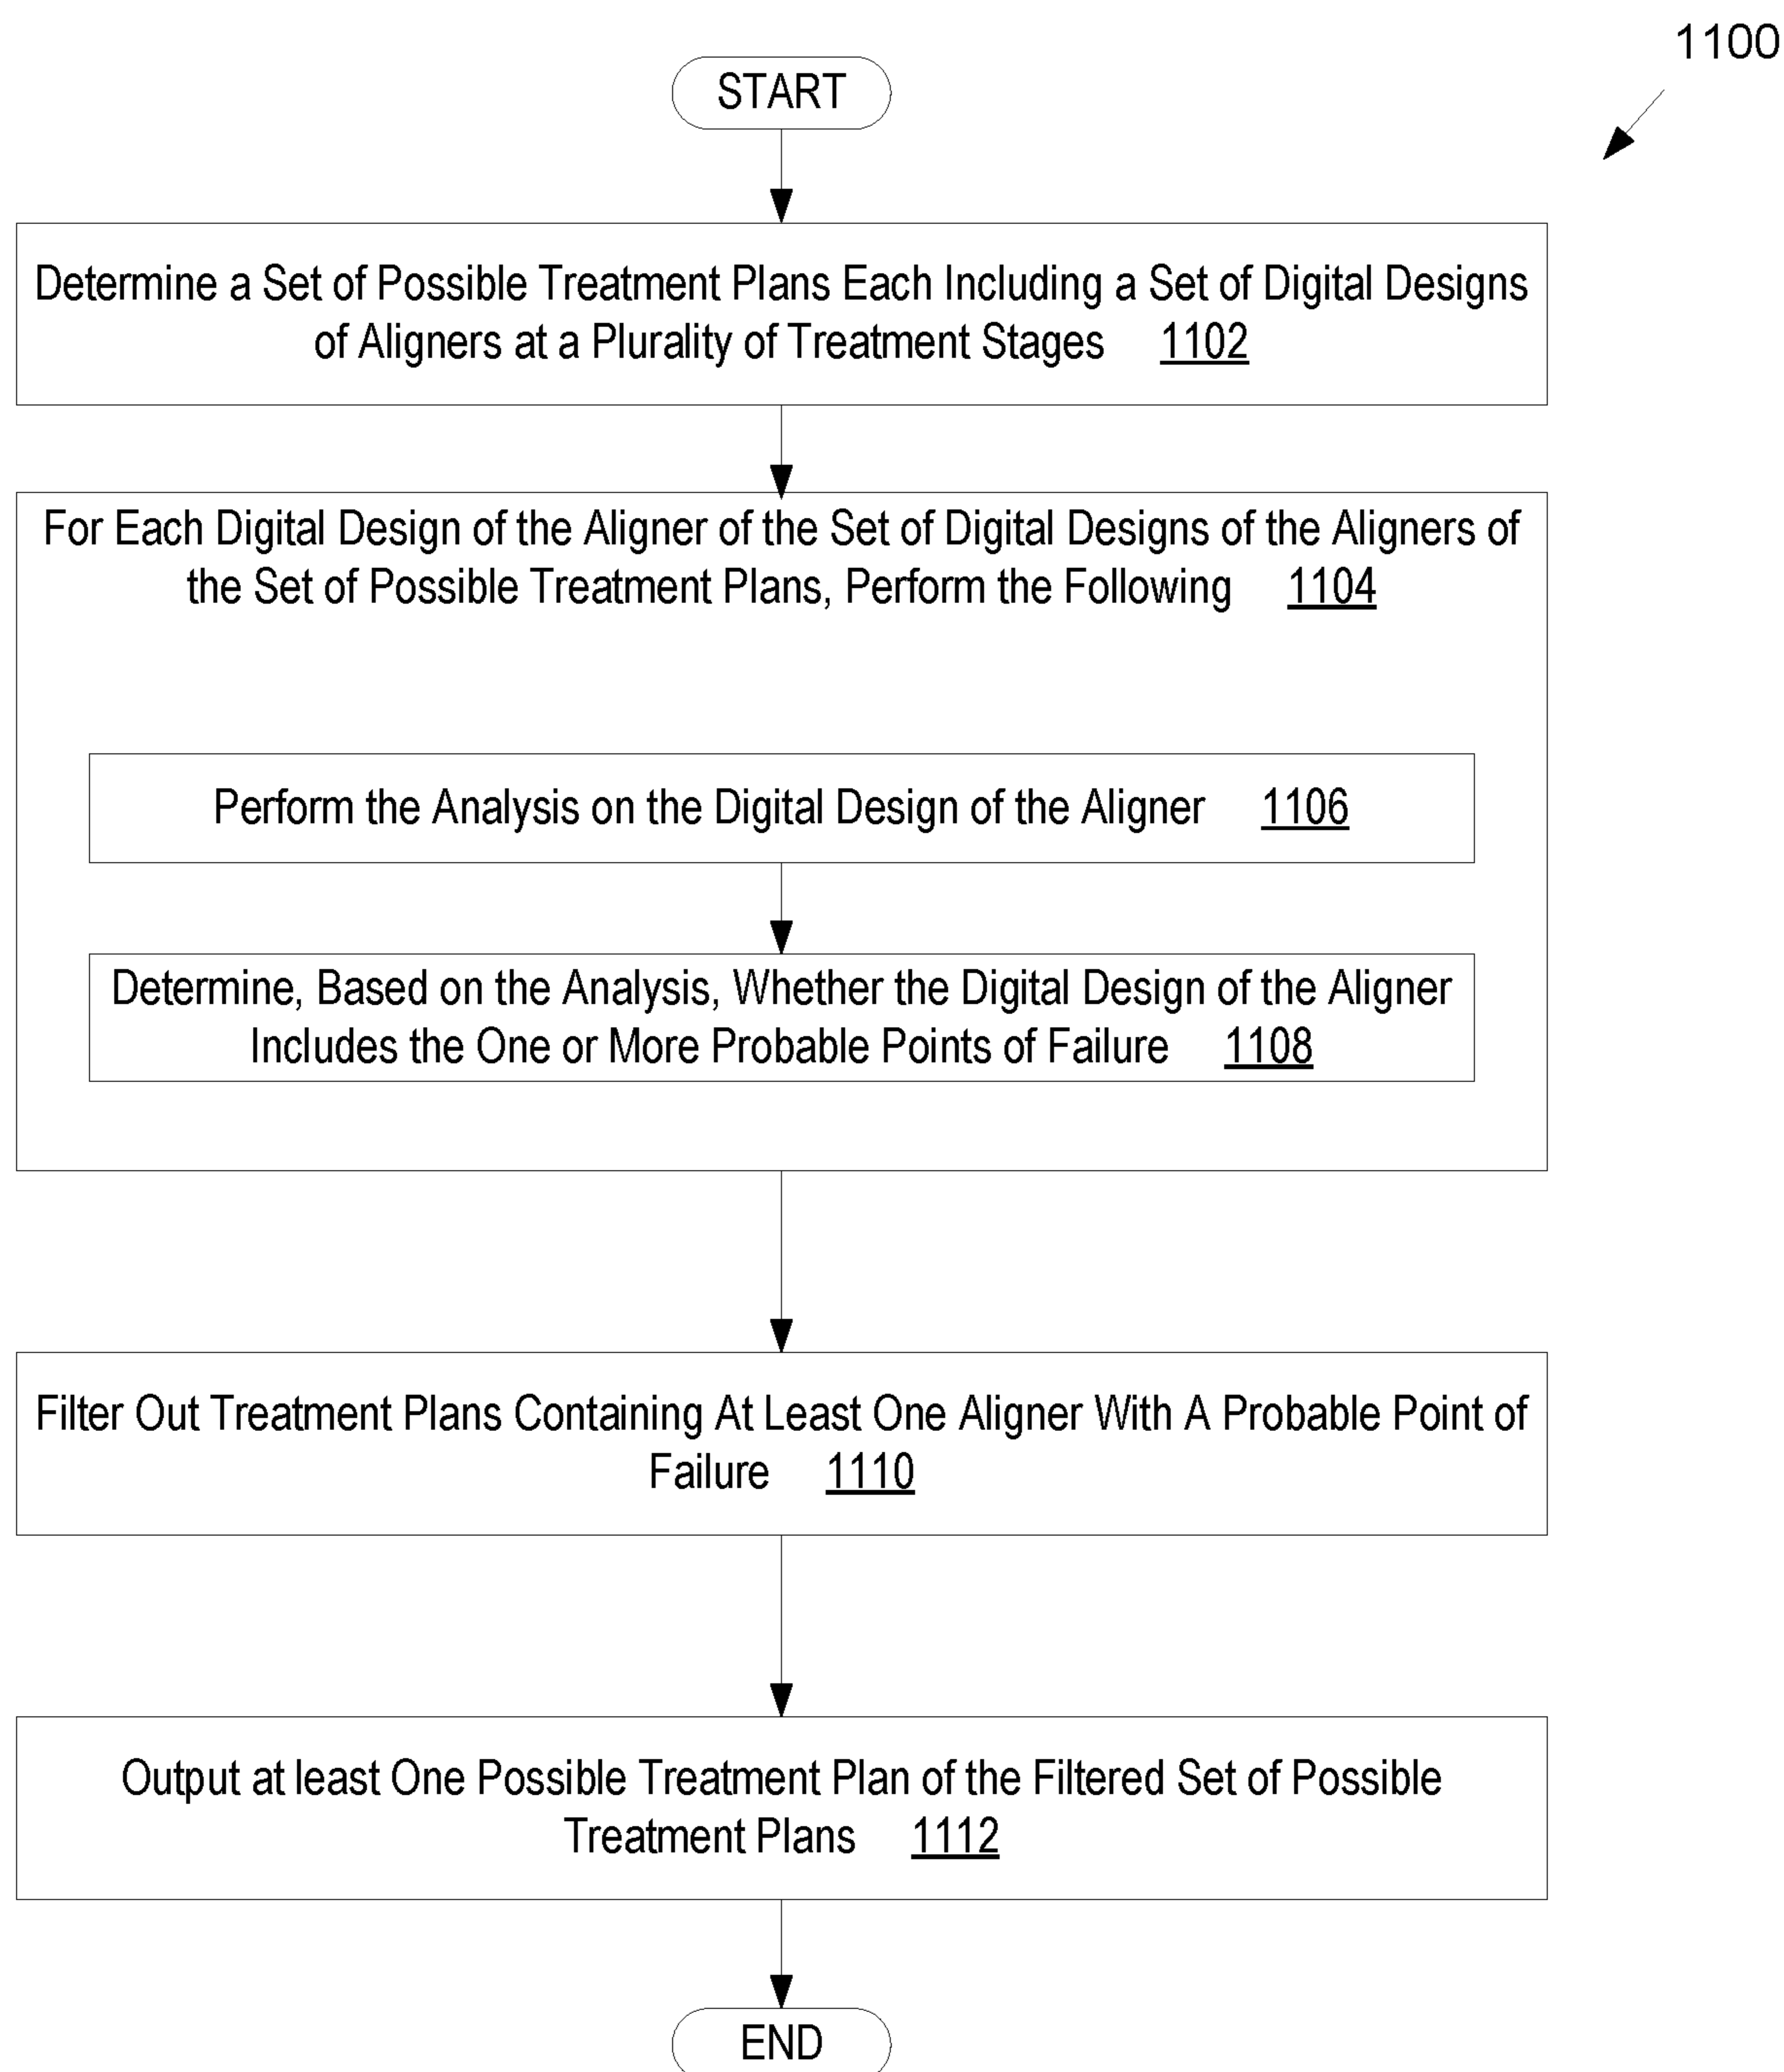 1100
START
Determine a Set of Possible Treatment Plans Each Including a Set of Digital Designs
of Aligners at a Plurality of Treatment Stages 1102
For Each Digital Design of the Aligner of the Set of Digital Designs of the Aligners of
the Set of Possible Treatment Plans, Perform the Following 1104
Perform the Analysis on the Digital Design of the Aligner 1106
Determine, Based on the Analysis, Whether the Digital Design of the Aligner
Includes the One or More Probable Points of Failure 1108
Filter Out Treatment Plans Containing At Least One Aligner With A Probable Point of
Failure 1110
Output at least One Possible Treatment Plan of the Filtered Set of Possible
Treatment Plans 1112
END